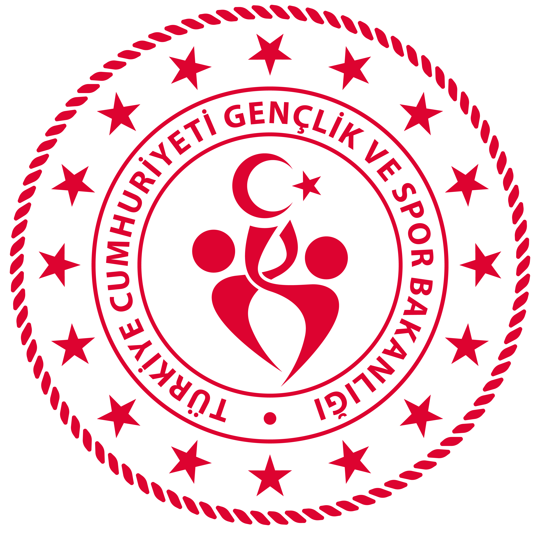 TÜRKİYE CUMHURİYETİ GENÇLİK VE SPOR BAKANLIĞI